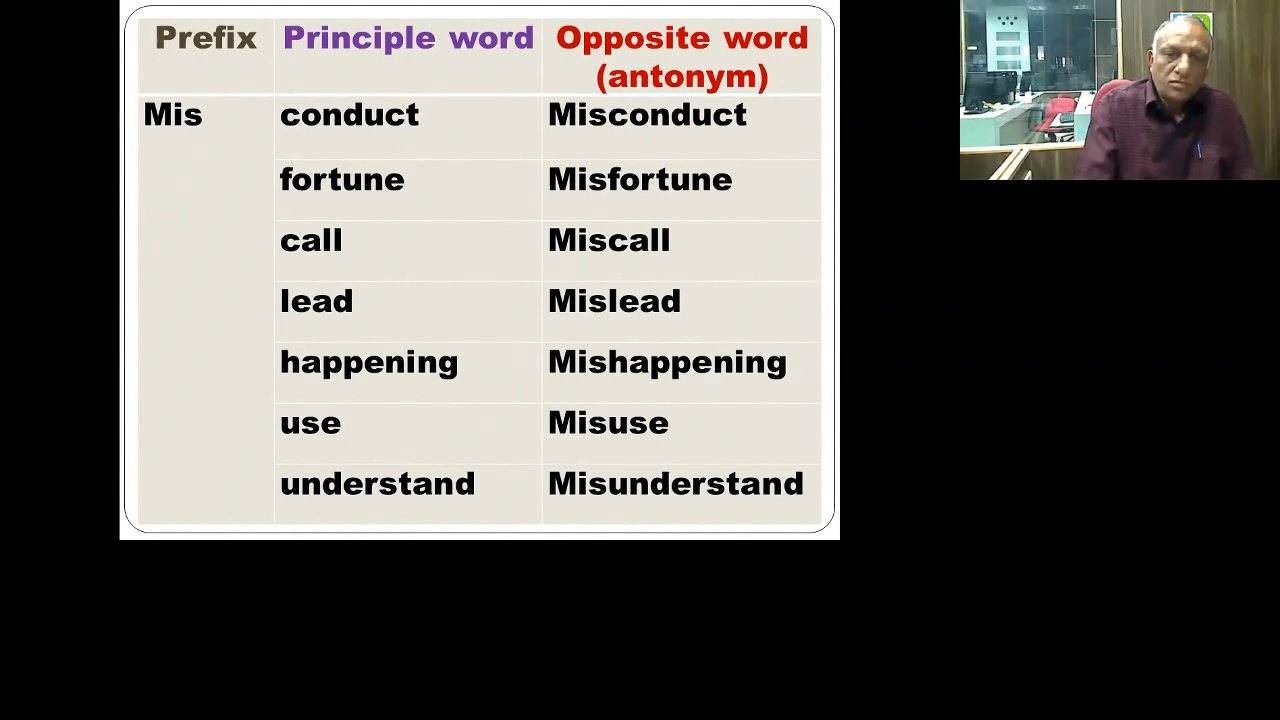 Prefix Principle word Opposite word
(antonym)
Mis conduct Misconduct
fortune Misfortune
call Miscall
lead Mislead
happening Mishappening
use Misuse
understand Misunderstand